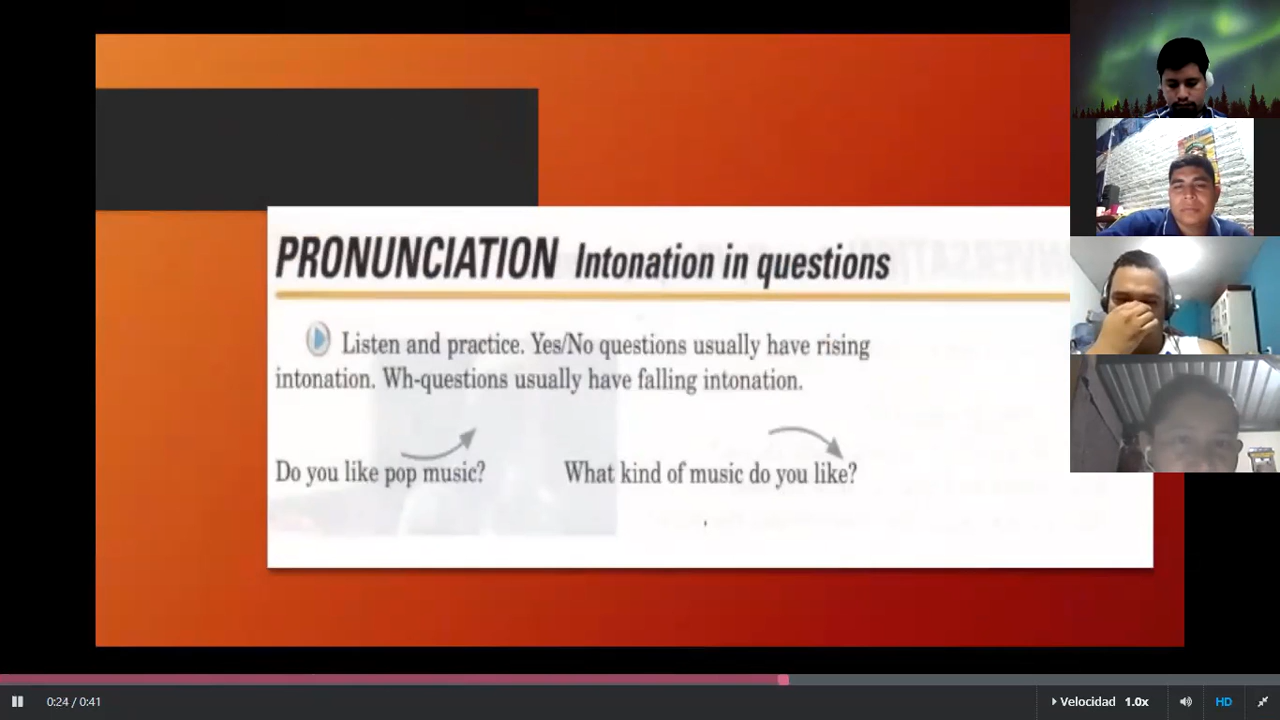 PRONUNCIATION Intonation in questions
Listen and practice. Yes/No questions usually have rising
intonation. Wh-questions usually have falling intonation.
Do you like pop music? What kind of music do you like?
0:24 / 0:41 Velocidad 1.0x HD